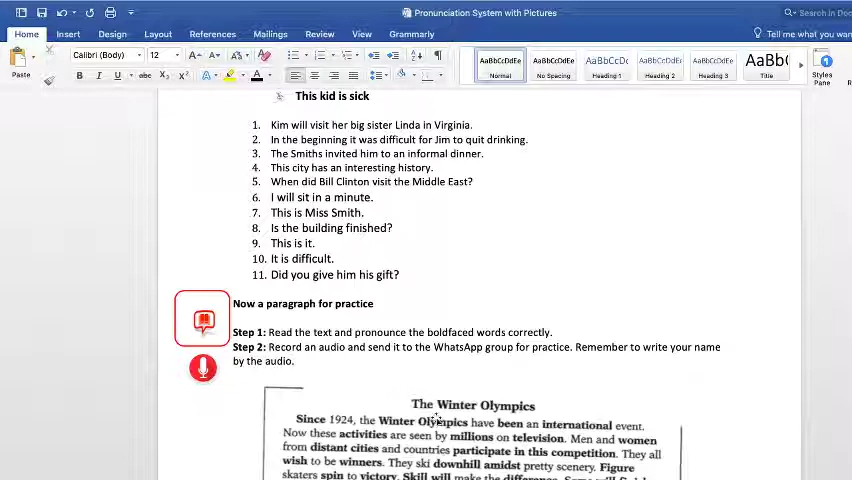 Pronunciation System with Pictures
Search in Doc
Home Insert Design Layout References Mailings Review View Grammarly
Tell me what you wan
Paste
Calibri (Body) 12
AaBbCcDdEe AaBbCcDdEe AaBbCcDc AaBbCcDdEe AaBbCcDdEe AaBb(
Normal No Spacing Heading 1 Heading 2 Heading 3 Title
Styles
Pane
This kid is sick
1. Kim will visit her big sister Linda in Virginia.
2. In the beginning it was difficult for Jim to quit drinking.
3. The Smiths invited him to an informal dinner.
4. This city has an interesting history.
5. When did Bill Clinton visit the Middle East?
6. I will sit in a minute.
7. This is Miss Smith.
8. Is the building finished?
9. This is it.
10. It is difficult.
11. Did you give him his gift?
Now a paragraph for practice
Step 1: Read the text and pronounce the boldfaced words correctly.
Step 2: Record an audio and send it to the WhatsApp group for practice. Remember to write your name
by the audio.
The Winter Olympics
Since 1924, the Winter Olympics have been an international event.
Now these activities are seen by millions on television. Men and women
from distant cities and countries participate in this competition. They all
wish to be winners. They ski downhill amidst pretty scenery. Figure
skaters spin to victory. Skill will make the difference. Some will finish